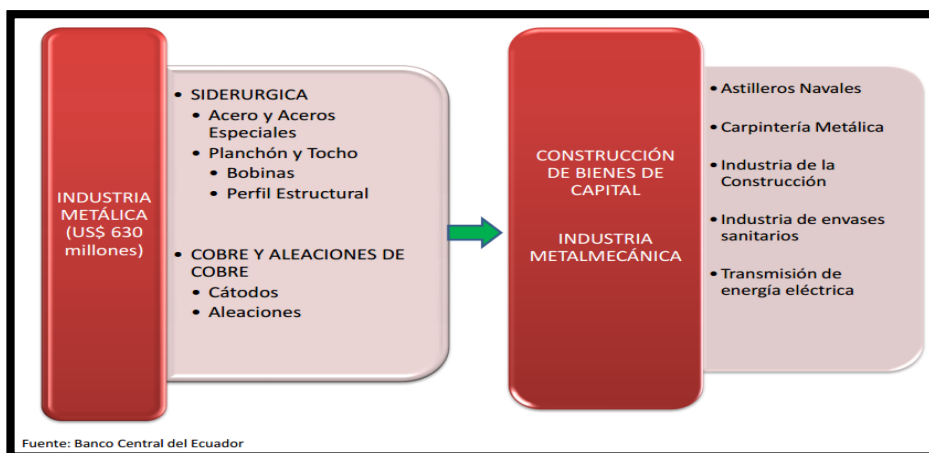 INDUSTRIA
METÁLICA
(US$ 630
millones)
• SIDERURGICA
• Acero y Aceros
Especiales
• Planchón y Tocho
• Bobinas
• Perfil Estructural
• COBRE Y ALEACIONES DE
COBRE
• Cátodos
• Aleaciones
CONSTRUCCIÓN
DE BIENES DE
CAPITAL
INDUSTRIA
METALMECÁNICA
• Astilleros Navales
• Carpintería Metálica
• Industria de la
Construcción
• Industria de envases
sanitarios
• Transmisión de
energía eléctrica
Fuente: Banco Central del Ecuador